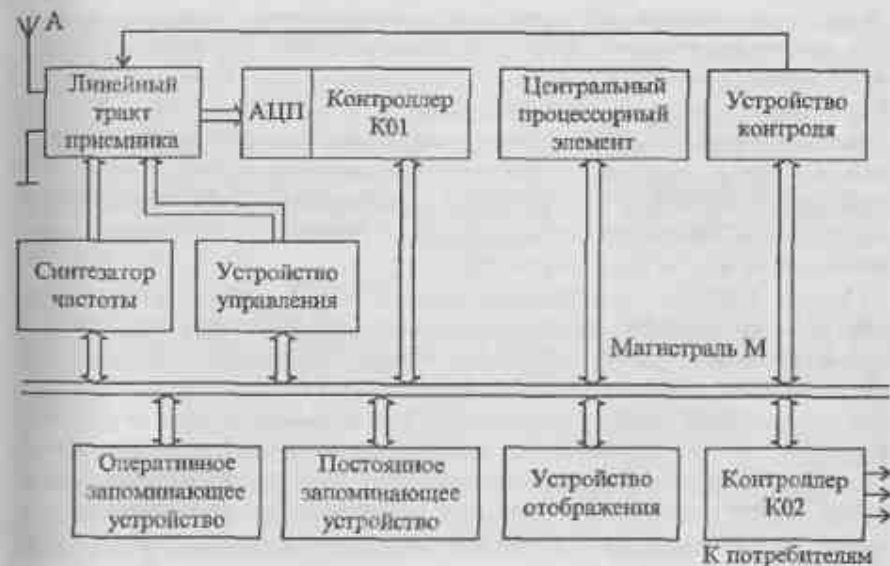 А
Линейный
тракт
приемника
АЦП
Контроллер
К01
Центральный
процессорный
элемент
Устройство
контроля
Синтезатор
частоты
Устройство
управления
Магистраль М
Оперативное
запоминающее
устройство
Постоянное
запоминающее
устройство
Устройство
отображения
Контроллер
К02
К потребителям